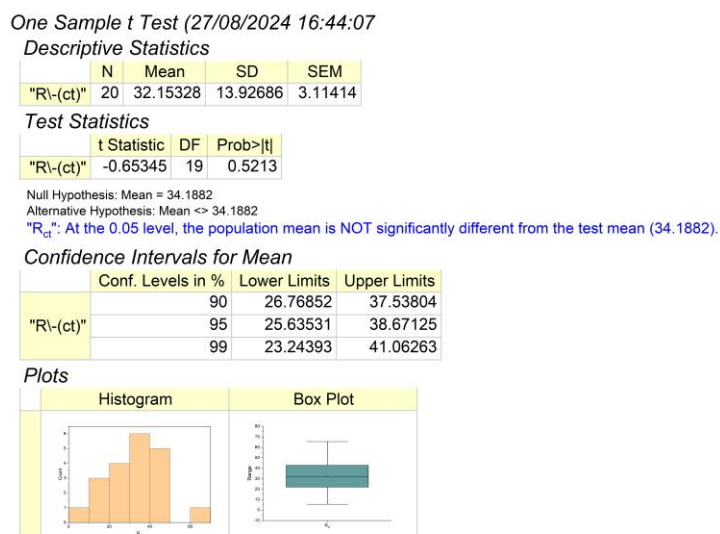 One Sample t Test (27/08/2024 16:44:07
Descriptive Statistics
N Mean SD SEM
"R\-(ct)" 20 32.15328 13.92686 3.11414
Test Statistics
t Statistic DF Prob>|t|
"R\-(ct)" -0.65345 19 0.5213
Null Hypothesis: Mean = 34.1882
Alternative Hypothesis: Mean <> 34.1882
"Rct": At the 0.05 level, the population mean is NOT significantly different from the test mean (34.1882).
Confidence Intervals for Mean
Conf. Levels in % Lower Limits Upper Limits
90 26.76852 37.53804
"R\-(ct)" 95 25.63531 38.67125
99 23.24393 41.06263
Plots
Histogram Box Plot
Count
Range